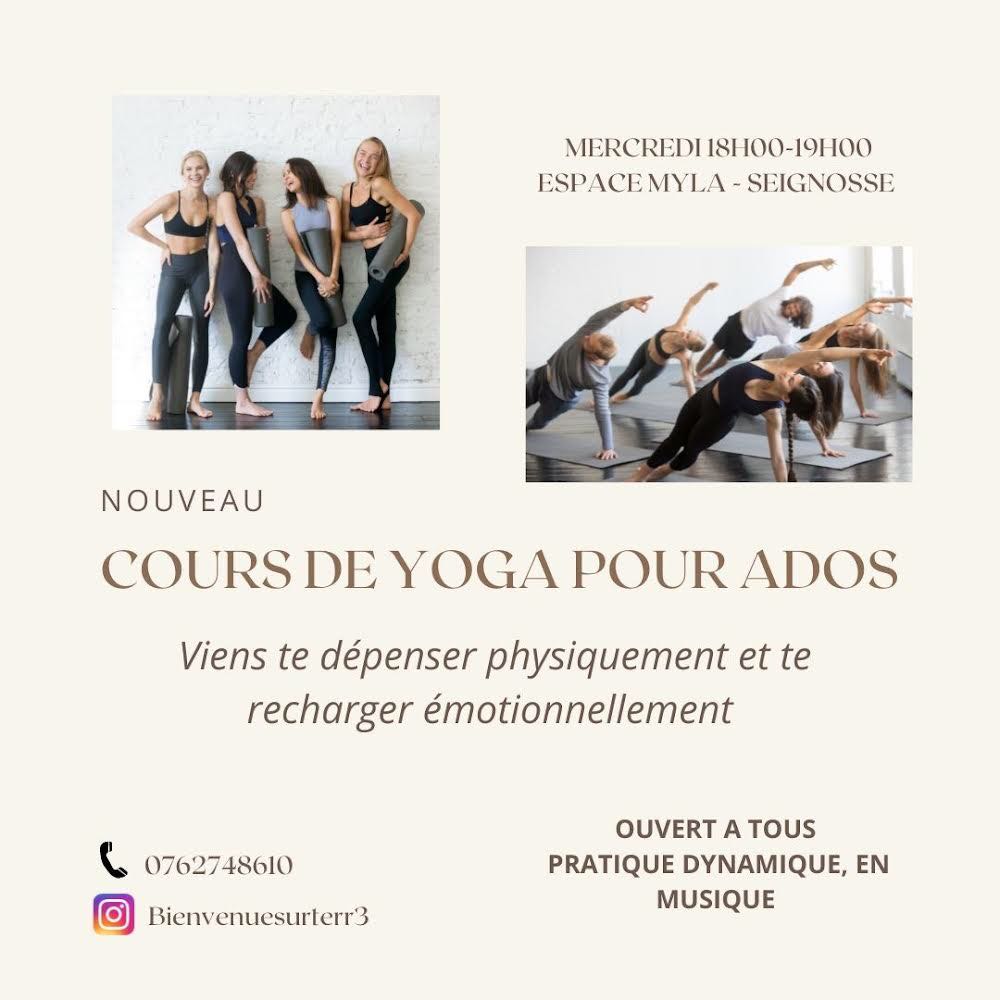 MERCREDI 18H00-19H00
ESPACE MYLA - SEIGNOSSE
NOUVEAU
COURS DE YOGA POUR ADOS
Viens te dépenser physiquement et te
recharger émotionnellement
OUVERT A TOUS
PRATIQUE DYNAMIQUE, EN
MUSIQUE
0762748610
Bienvenuesurterr3